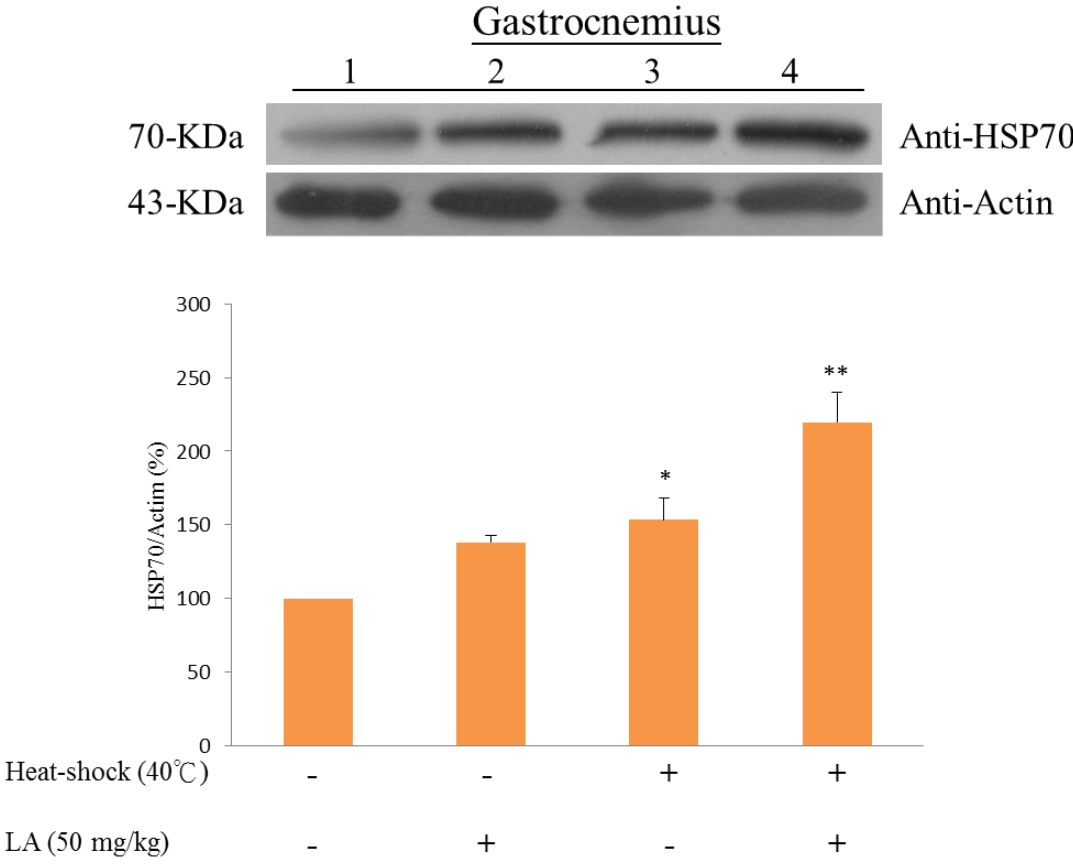 Gastrocnemius
1 2 3 4
70-KDa Anti-HSP70
43-KDa Anti-Actin
300
250
200
150
100
50
0
HSP70/Actim (%)
*
**
Heat-shock (40℃) - - + +
LA (50 mg/kg) - + - +